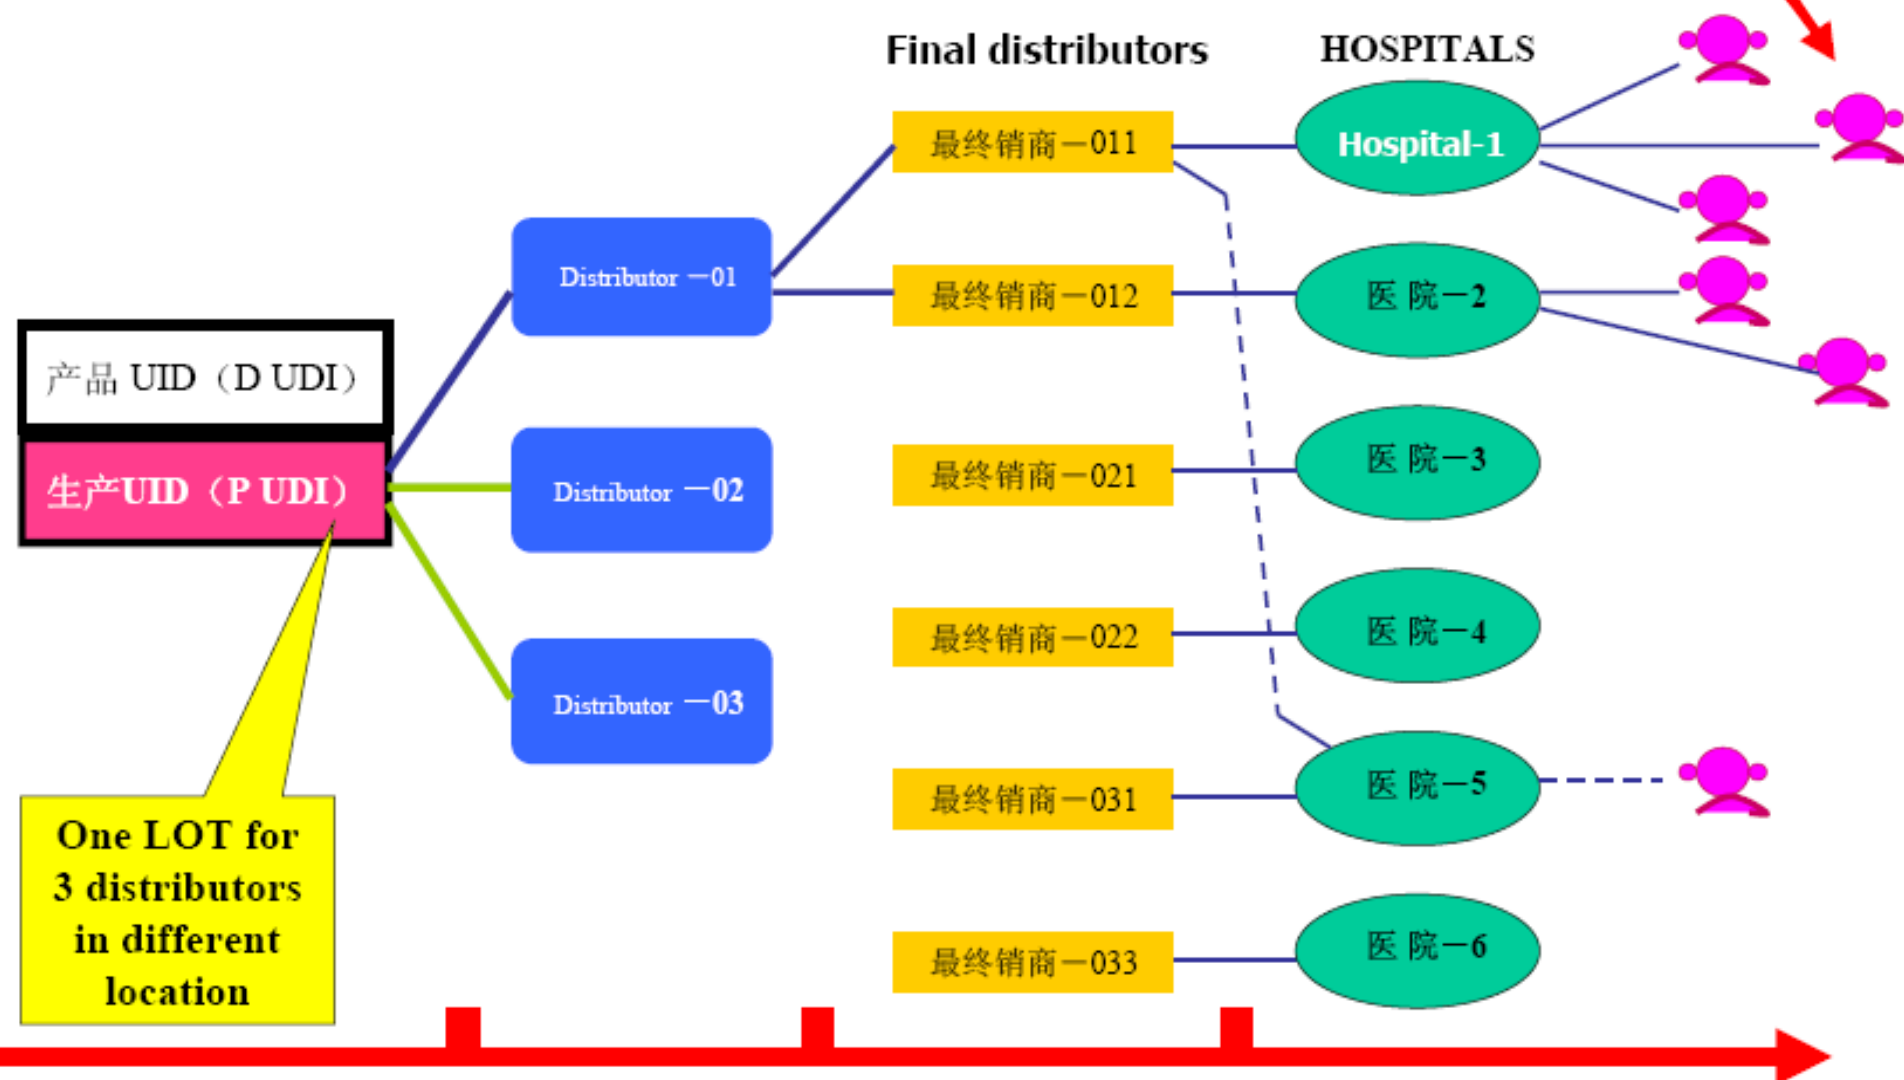 Final distributors
HOSPITALS
最终销商－011
Hospital-1
Distributor －01
最终销商－012
医 院－2
产品 UID（D UDI）
生产UID（P UDI）
Distributor －02
最终销商－021
医 院－3
最终销商－022
医 院－4
Distributor －03
最终销商－031
医 院－5
One LOT for
3 distributors
in different
location
最终销商－033
医 院－6